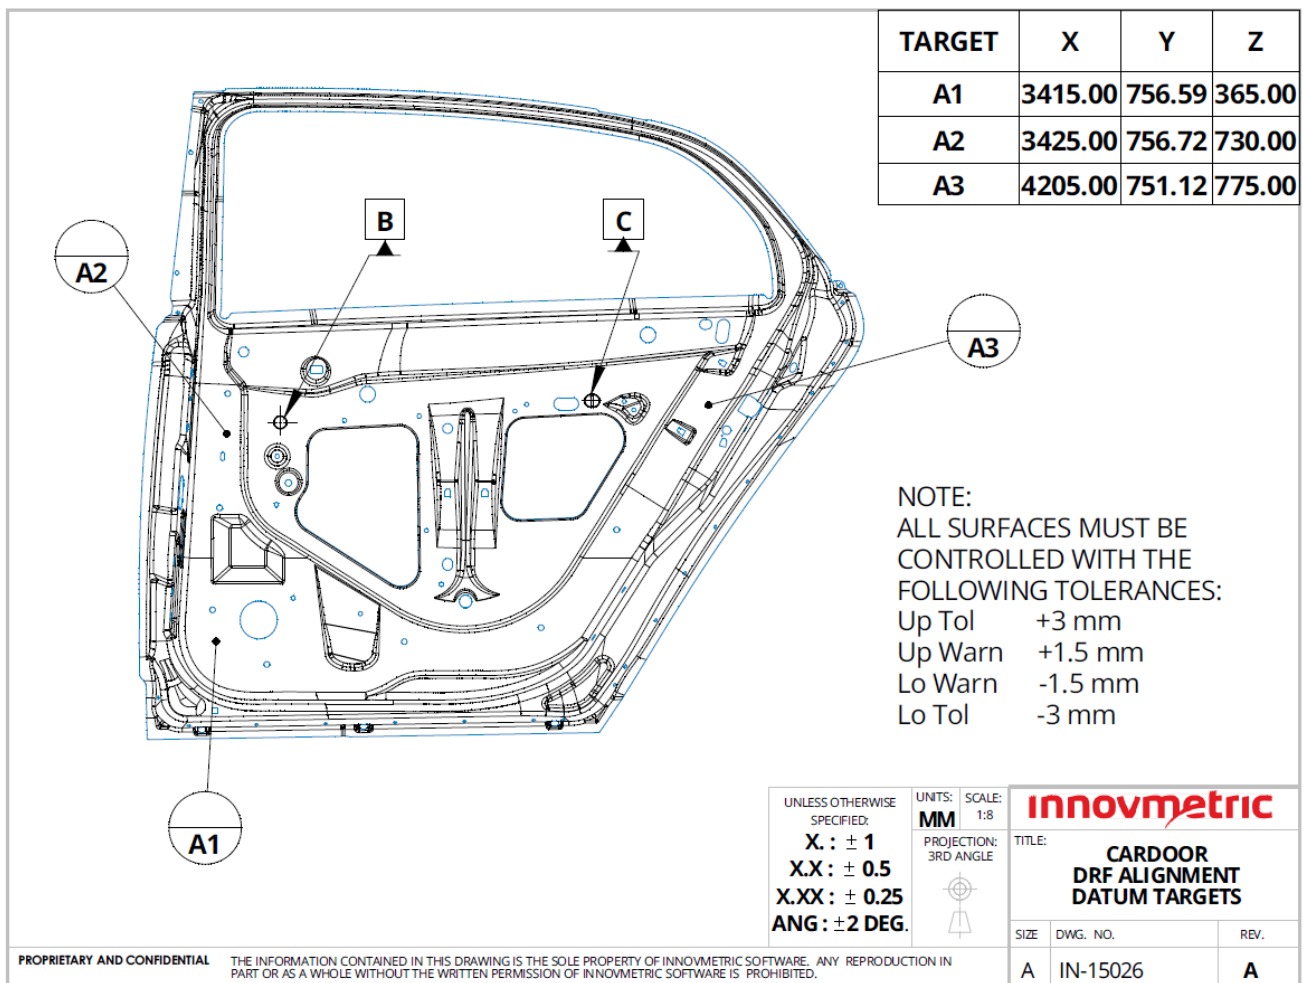 TARGET X Y Z
A1 3415.00 756.59 365.00
A2 3425.00 756.72 730.00
A3 4205.00 751.12 775.00
B
C
A2
A3
A1
NOTE:
ALL SURFACES MUST BE
CONTROLLED WITH THE
FOLLOWING TOLERANCES:
Up Tol +3 mm
Up Warn +1.5 mm
Lo Warn -1.5 mm
Lo Tol -3 mm
UNLESS OTHERWISE
SPECIFIED:
X. : ± 1
X.X : ± 0.5
X.XX : ± 0.25
ANG : ±2 DEG.
UNITS:
MM
SCALE:
1:8
PROJECTION:
3RD ANGLE
innovmetric
TITLE:
CARDOOR
DRF ALIGNMENT
DATUM TARGETS
SIZE DWG. NO. REV.
A IN-15026 A
PROPRIETARY AND CONFIDENTIAL
THE INFORMATION CONTAINED IN THIS DRAWING IS THE SOLE PROPERTY OF INNOVMETRIC SOFTWARE. ANY REPRODUCTION IN
PART OR AS A WHOLE WITHOUT THE WRITTEN PERMISSION OF INNOVMETRIC SOFTWARE IS PROHIBITED.